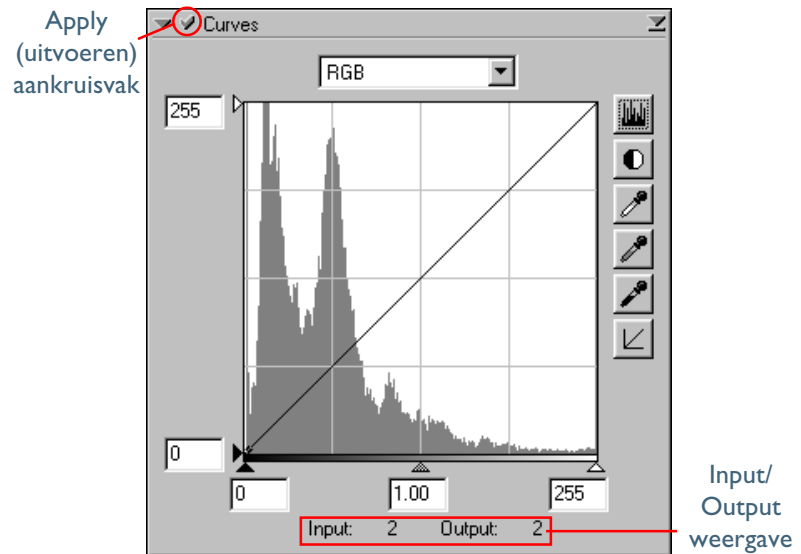 Apply
(uitvoeren)
aankruisvak
Curves
RGB
255
0
0
1.00
255
Input: 2 Output: 2
Input/
Output
weergave